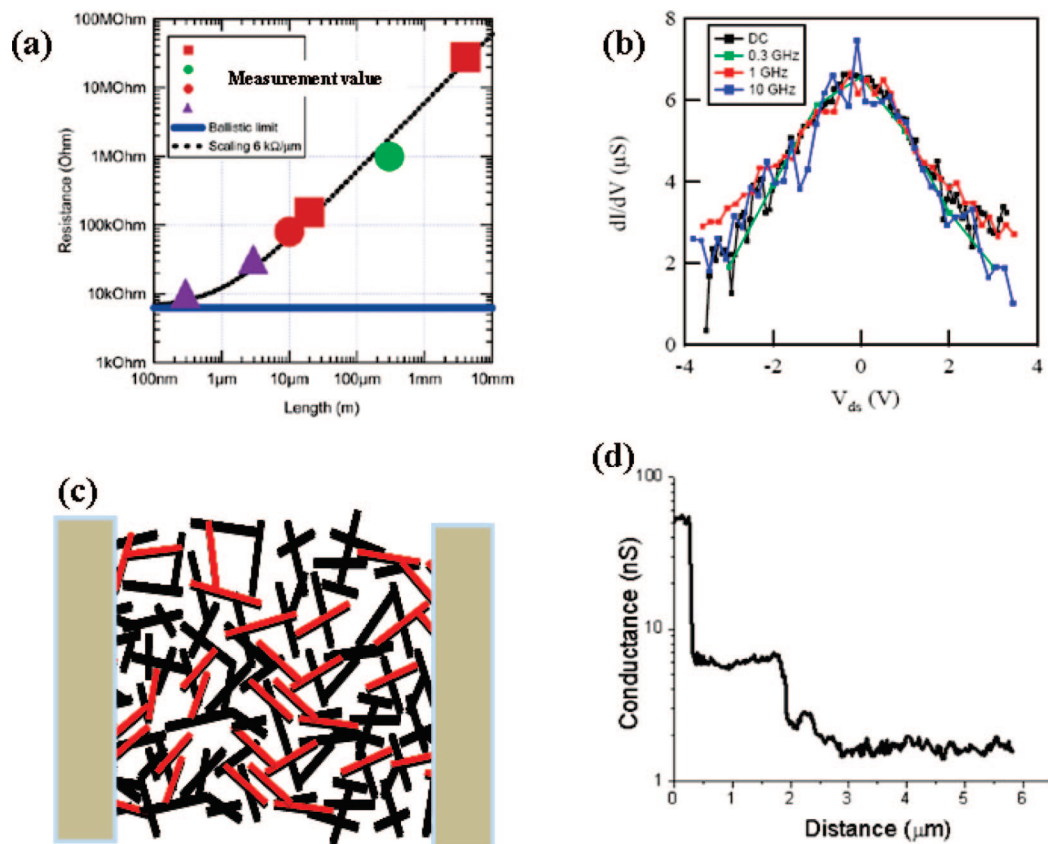 (a)
100MOhm
10MOhm
1MOhm
100kOhm
10kOhm
1kOhm
Resistance (Ohm)
Measurement value
Ballistic limit
Scaling 6 kΩ/μm
100nm 1μm 10μm 100μm 1mm 10mm
Length (m)
(b)
DC
0.3 GHz
1 GHz
10 GHz
8
6
4
2
0
dI/dV (μS)
-4 -2 0 2 4
Vds (V)
(c)
(d)
100
10
1
Conductance (nS)
0 1 2 3 4 5 6
Distance (μm)